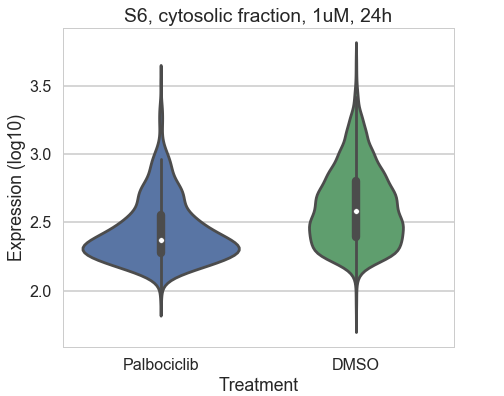 S6, cytosolic fraction, 1uM, 24h
Expression (log10)
3.5
3.0
2.5
2.0
Palbociclib DMSO
Treatment